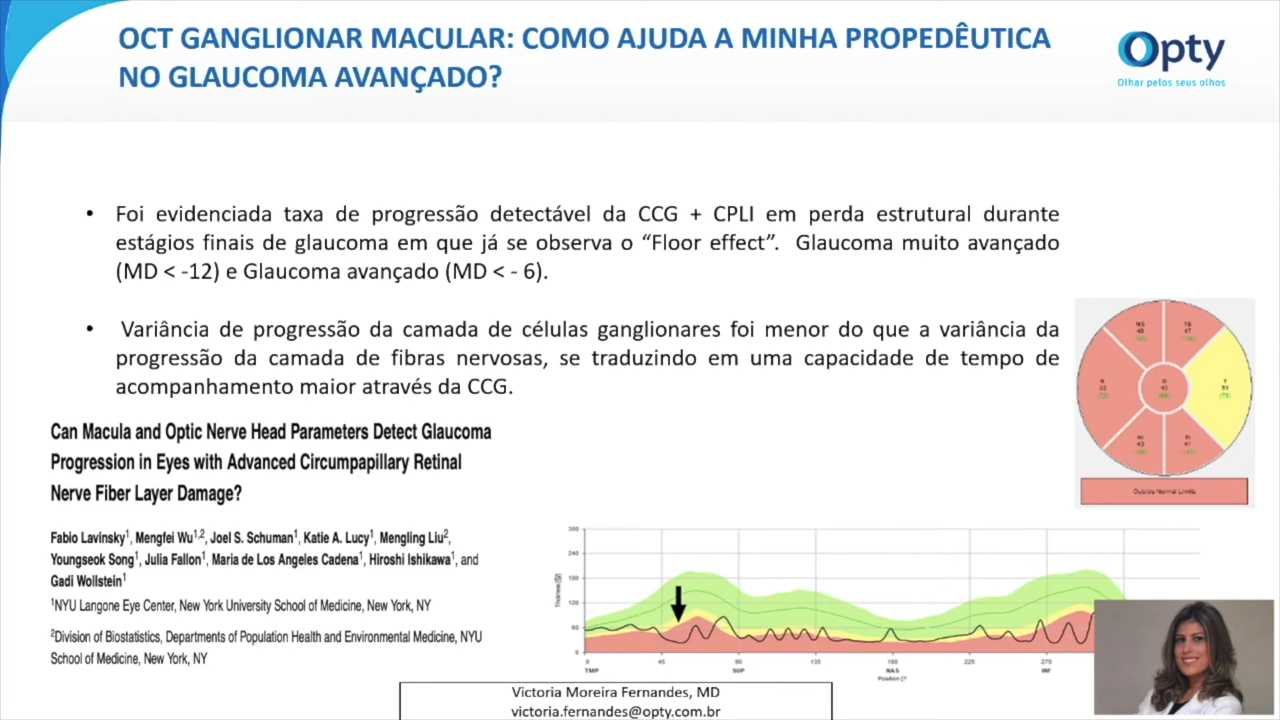 OCT GANGLIONAR MACULAR: COMO AJUDA A MINHA PROPEDÊUTICA
NO GLAUCOMA AVANÇADO?
Opty
Olhar pelos seus olhos
• Foi evidenciada taxa de progressão detectável da CCG + CPLI em perda estrutural durante
estágios finais de glaucoma em que já se observa o “Floor effect”. Glaucoma muito avançado
(MD < -12) e Glaucoma avançado (MD < - 6).
• Variância de progressão da camada de células ganglionares foi menor do que a variância da
progressão da camada de fibras nervosas, se traduzindo em uma capacidade de tempo de
acompanhamento maior através da CCG.
Can Macula and Optic Nerve Head Parameters Detect Glaucoma
Progression in Eyes with Advanced Circumpapillary Retinal
Nerve Fiber Layer Damage?
Fabio Lavinsky1, Mengfei Wu1,2, Joel S. Schuman1, Katie A. Lucy1, Mengling Liu2,
Youngseok Song1, Julia Fallon1, Maria de Los Angeles Cadena1, Hiroshi Ishikawa1, and
Gadi Wollstein1
1NYU Langone Eye Center, New York University School of Medicine, New York, NY
2Division of Biostatistics, Departments of Population Health and Environmental Medicine, NYU
School of Medicine, New York, NY
Outside Normal Limits
300
240
180
120
60
0
0 45 90 135 180 225 270
TMP SUP NAS INF
Position [°]
Victoria Moreira Fernandes, MD
victoria.fernandes@opty.com.br